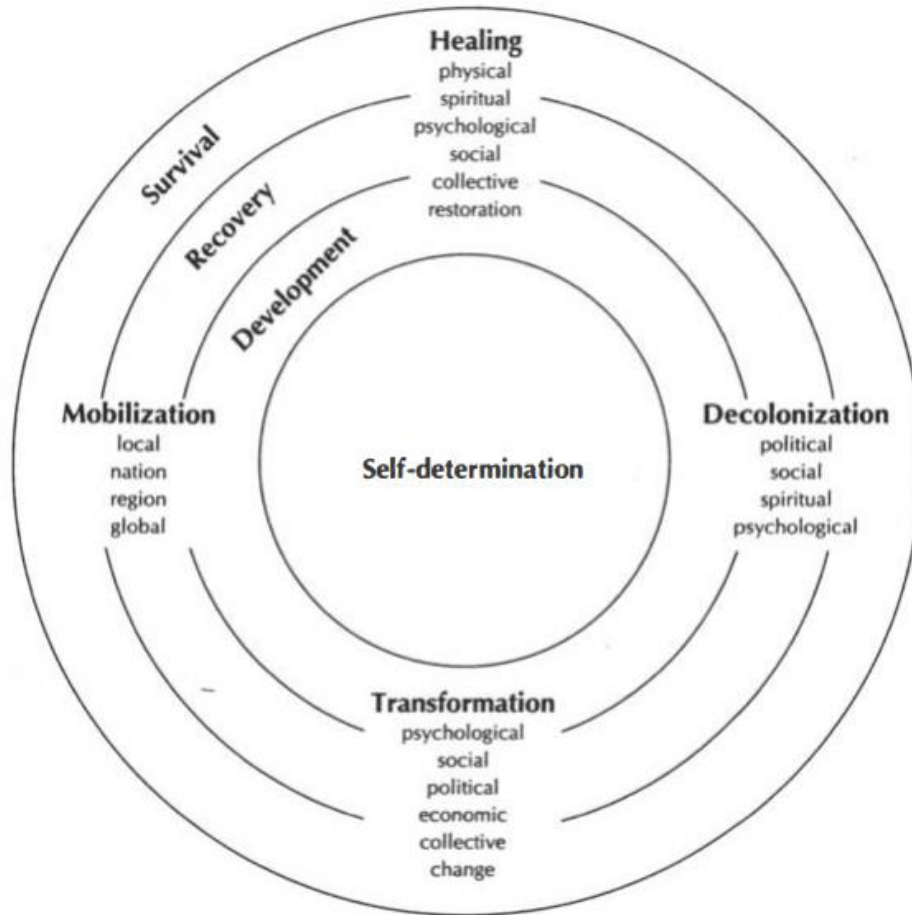 Healing
physical
spiritual
psychological
social
collective
restoration
Survival
Recovery
Development
Mobilization
local
nation
region
global
Self-determination
Decolonization
political
social
spiritual
psychological
Transformation
psychological
social
political
economic
collective
change